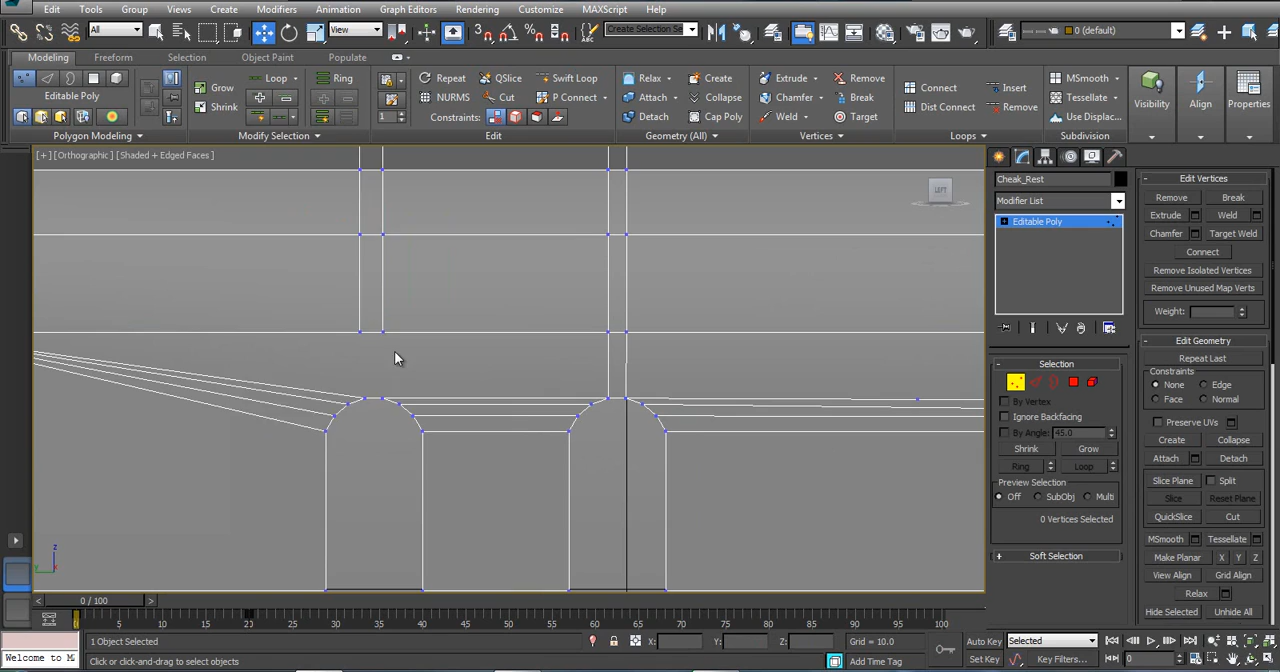 Edit Tools Group Views Create Modifiers Animation Graph Editors Rendering Customize MAXScript Help
All View Create Selection Se 0 (default)
Modeling Freeform Selection Object Paint Populate
Loop Ring Repeat QSlice Swift Loop Relax Create Extrude Remove Connect Insert MSmooth
Grow NURMS Cut P Connect Attach Collapse Chamfer Break Dist Connect Remove Tessellate
Edit Poly Shrink 1 Constraints: Detach Cap Poly Weld Target Use Displac...
Visibility Align Properties
Polygon Modeling Modify Selection Edit Geometry (All) Vertices Loops Subdivision
[+] [Orthographic] [Shaded + Edged Faces]
LEFT
Cheak_Rest
Modifier List
Editable Poly
Selection
By Vertex
Ignore Backfacing
By Angle: 45.0
Shrink Grow
Ring Loop
Preview Selection
Off SubObj Multi
0 Vertices Selected
Soft Selection
Edit Vertices
Remove Break
Extrude Weld
Chamfer Target Weld
Connect
Remove Isolated Vertices
Remove Unused Map Verts
Weight:
Edit Geometry
Repeat Last
Constraints
None Edge
Face Normal
Preserve UVs
Create Collapse
Attach Detach
Slice Plane Split
Slice Reset Plane
QuickSlice Cut
MSmooth Tessellate
Make Planar X Y Z
View Align Grid Align
Relax
Hide Selected Unhide All
z
y x
0 / 100
0 5 10 15 20 25 30 35 40 45 50 55 60 65 70 75 80 85 90 95 100
1 Object Selected X: Y: Z: Grid = 10.0 Auto Key Selected
Welcome to M Click or click-and-drag to select objects Add Time Tag Set Key Key Filters... 0